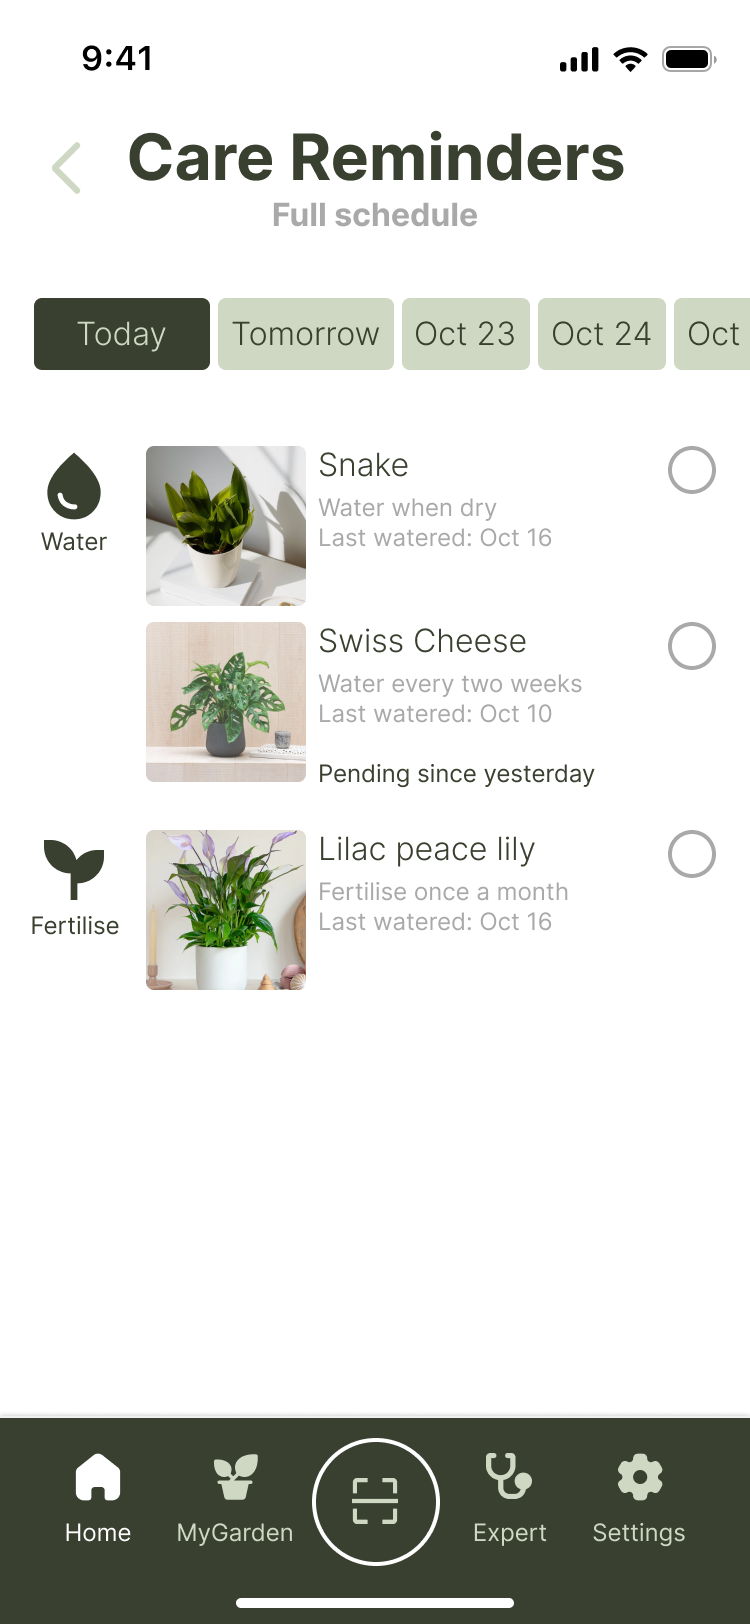 9:41
Care Reminders
Full schedule
Today Tomorrow Oct 23 Oct 24 Oct
Water
Snake
Water when dry
Last watered: Oct 16
Swiss Cheese
Water every two weeks
Last watered: Oct 10
Pending since yesterday
Fertilise
Lilac peace lily
Fertilise once a month
Last watered: Oct 16
Home MyGarden Expert Settings